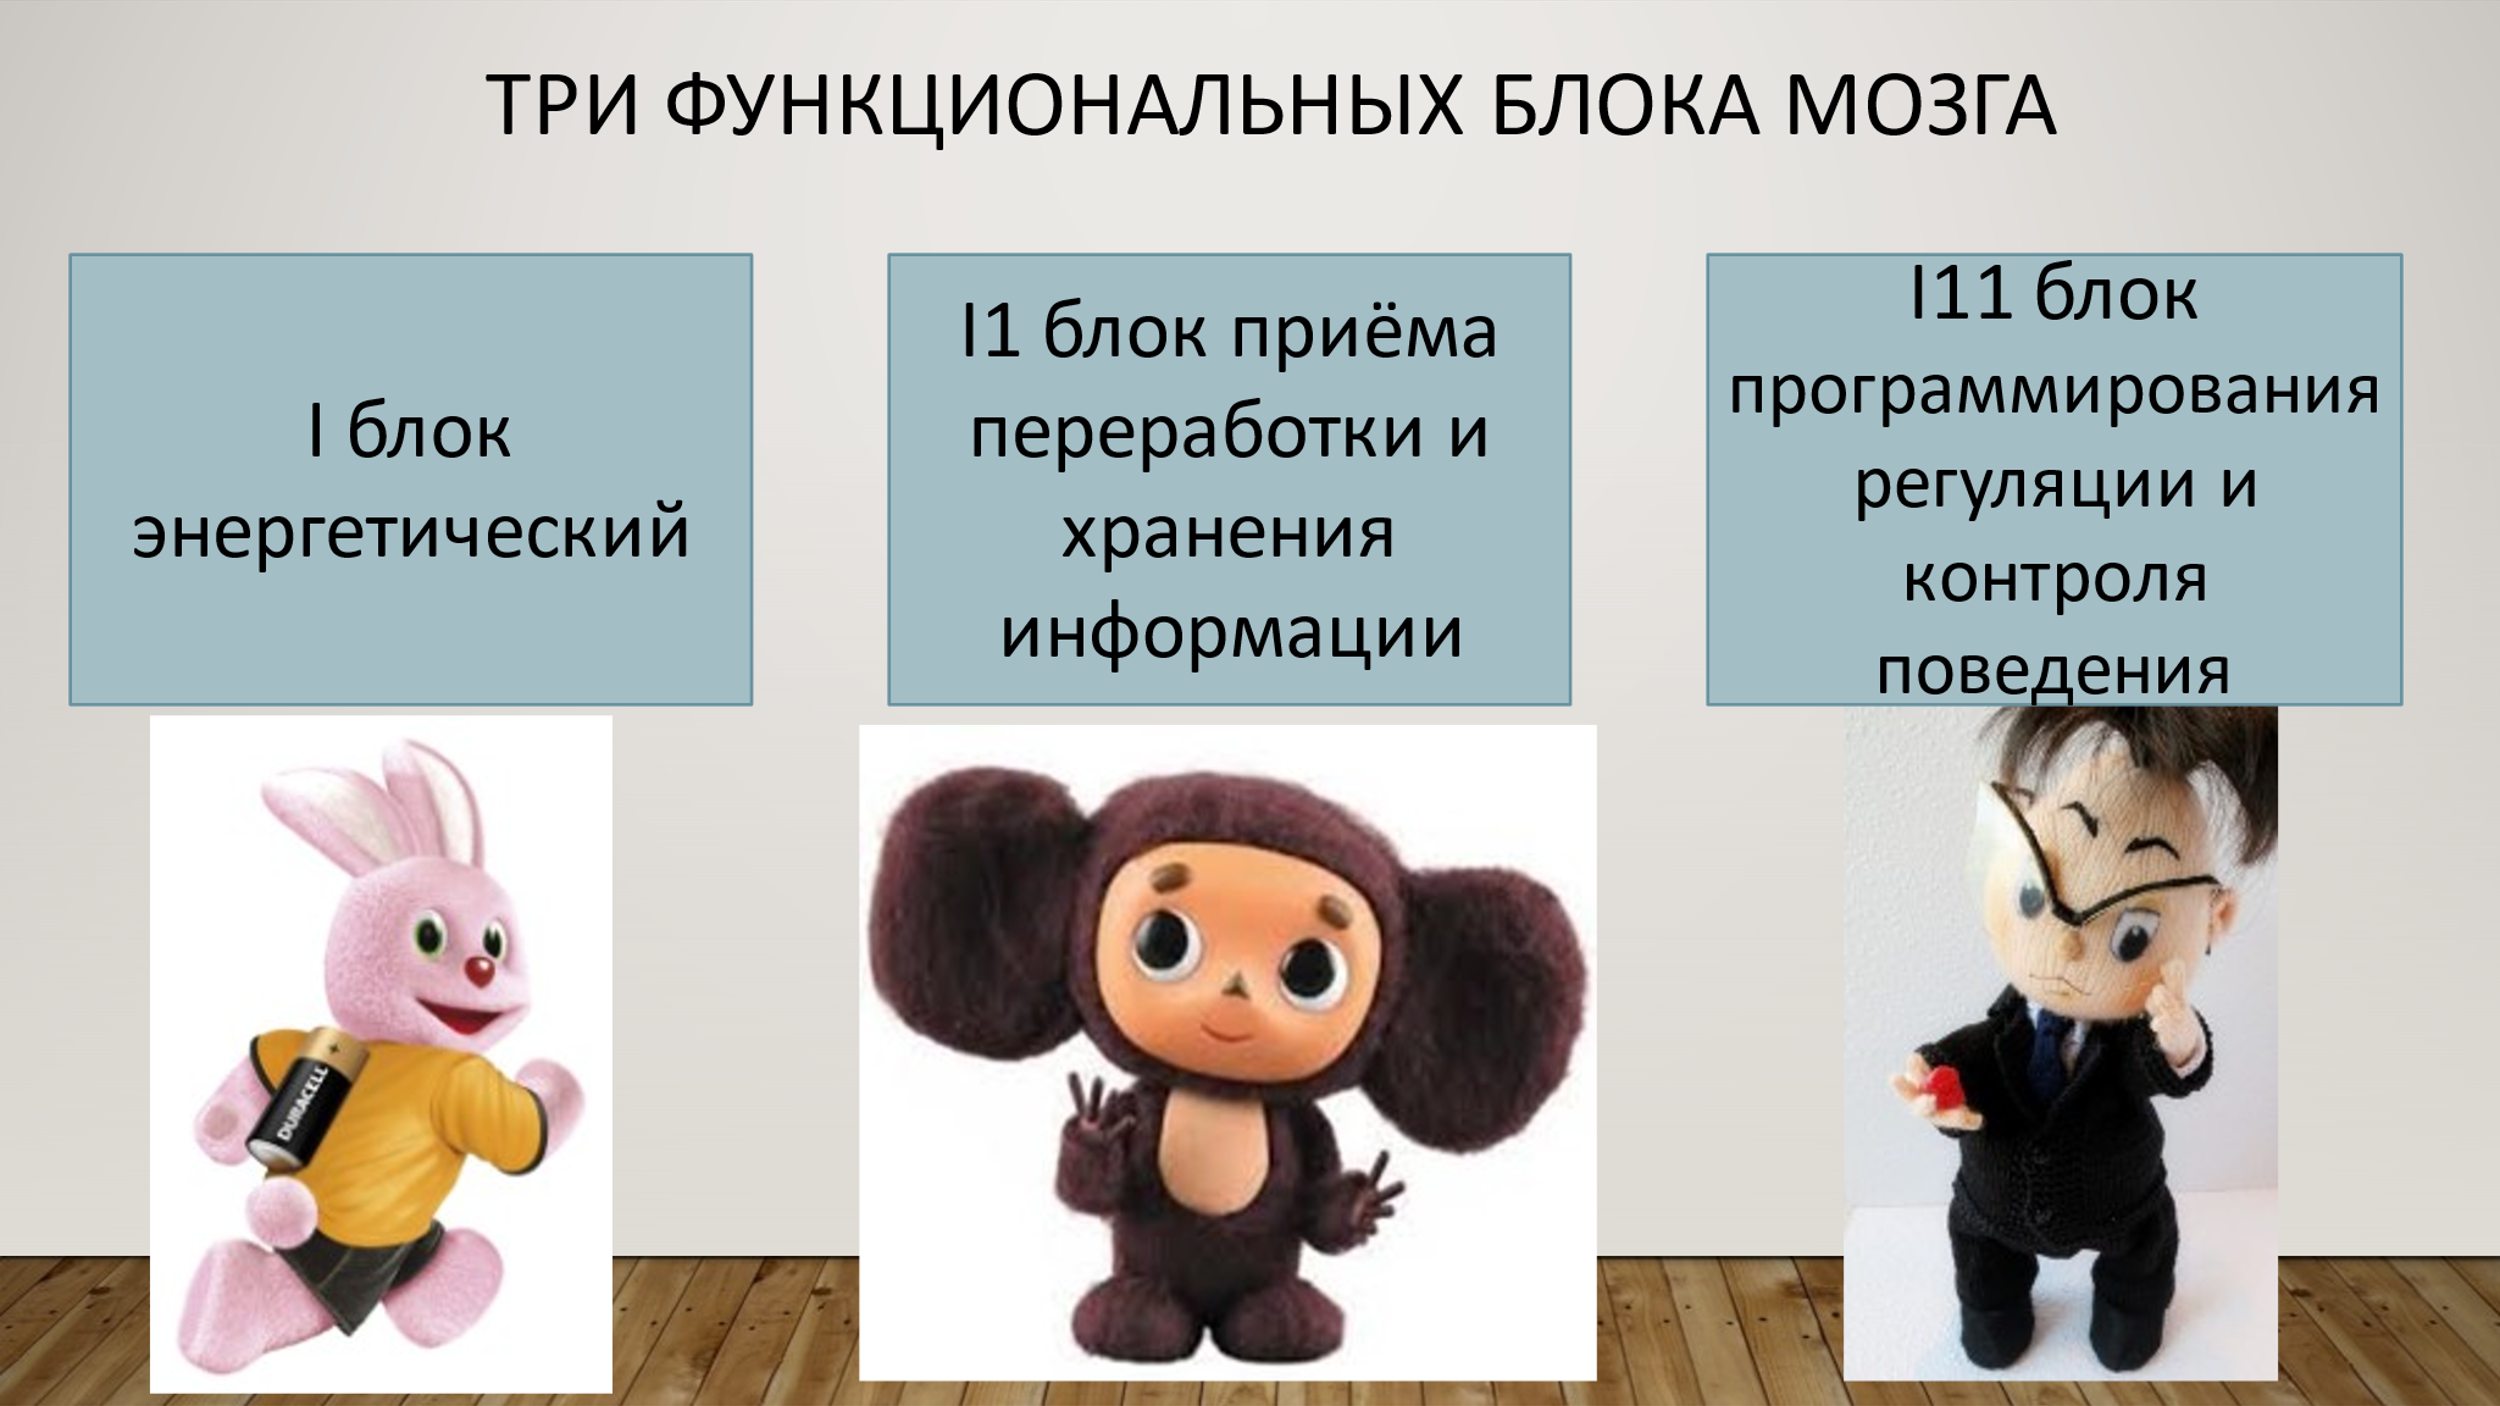 ТРИ ФУНКЦИОНАЛЬНЫХ БЛОКА МОЗГА
I блок
энергетический
I1 блок приёма
переработки и
хранения
информации
I11 блок
программирования
регуляции и
контроля
поведения
DURACELL